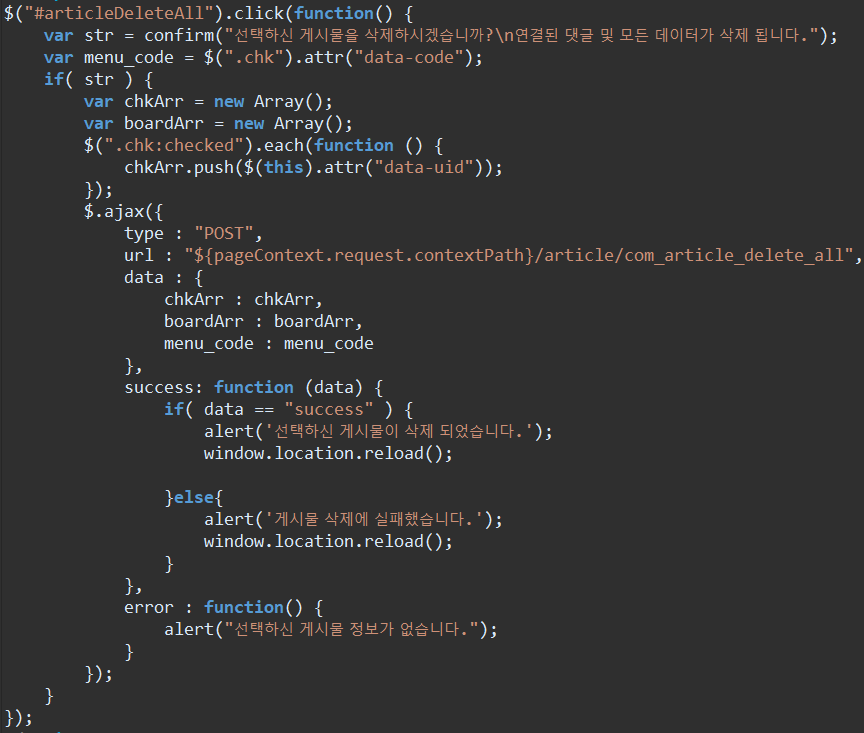 $("#articleDeleteAll").click(function() {
    var str = confirm("선택하신 게시물을 삭제하시겠습니까?\n연결된 댓글 및 모든 데이터가 삭제 됩니다.");
    var menu_code = $(".chk").attr("data-code");
    if( str ) {
        var chkArr = new Array();
        var boardArr = new Array();
        $(".chk:checked").each(function () {
            chkArr.push($(this).attr("data-uid"));
        });
        $.ajax({
            type : "POST",
            url : "${pageContext.request.contextPath}/article/com_article_delete_all",
            data : {
                chkArr : chkArr,
                boardArr : boardArr,
                menu_code : menu_code
            },
            success: function (data) {
                if( data == "success" ) {
                    alert('선택하신 게시물이 삭제 되었습니다.');
                    window.location.reload();

                }else{
                    alert('게시물 삭제에 실패했습니다.');
                    window.location.reload();
                }
            },
            error : function() {
                alert("선택하신 게시물 정보가 없습니다.");
            }
        });
    }
});